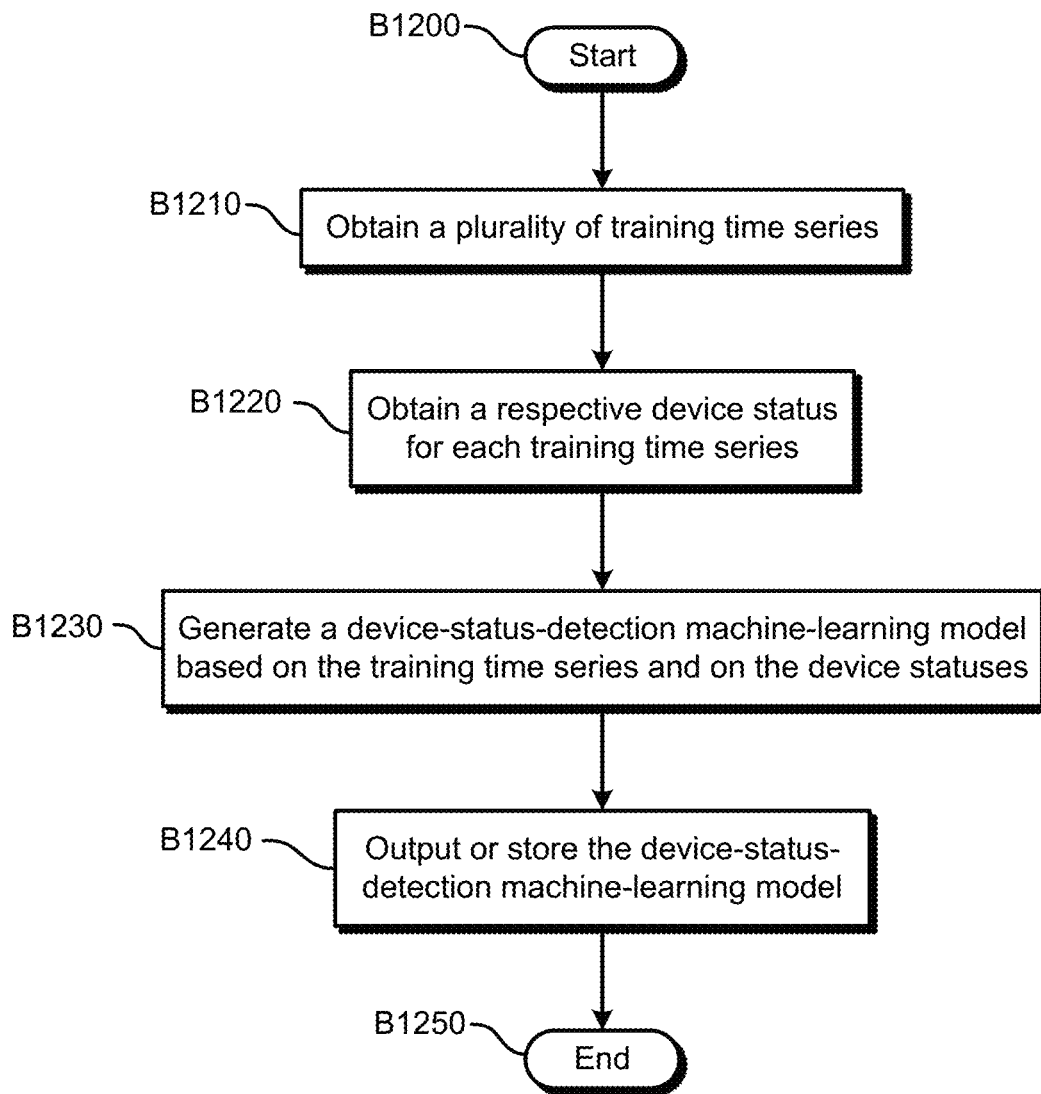 B1200
Start
B1210
Obtain a plurality of training time series
B1220
Obtain a respective device status
for each training time series
B1230
Generate a device-status-detection machine-learning model
based on the training time series and on the device statuses
B1240
Output or store the device-status-
detection machine-learning model
B1250
End